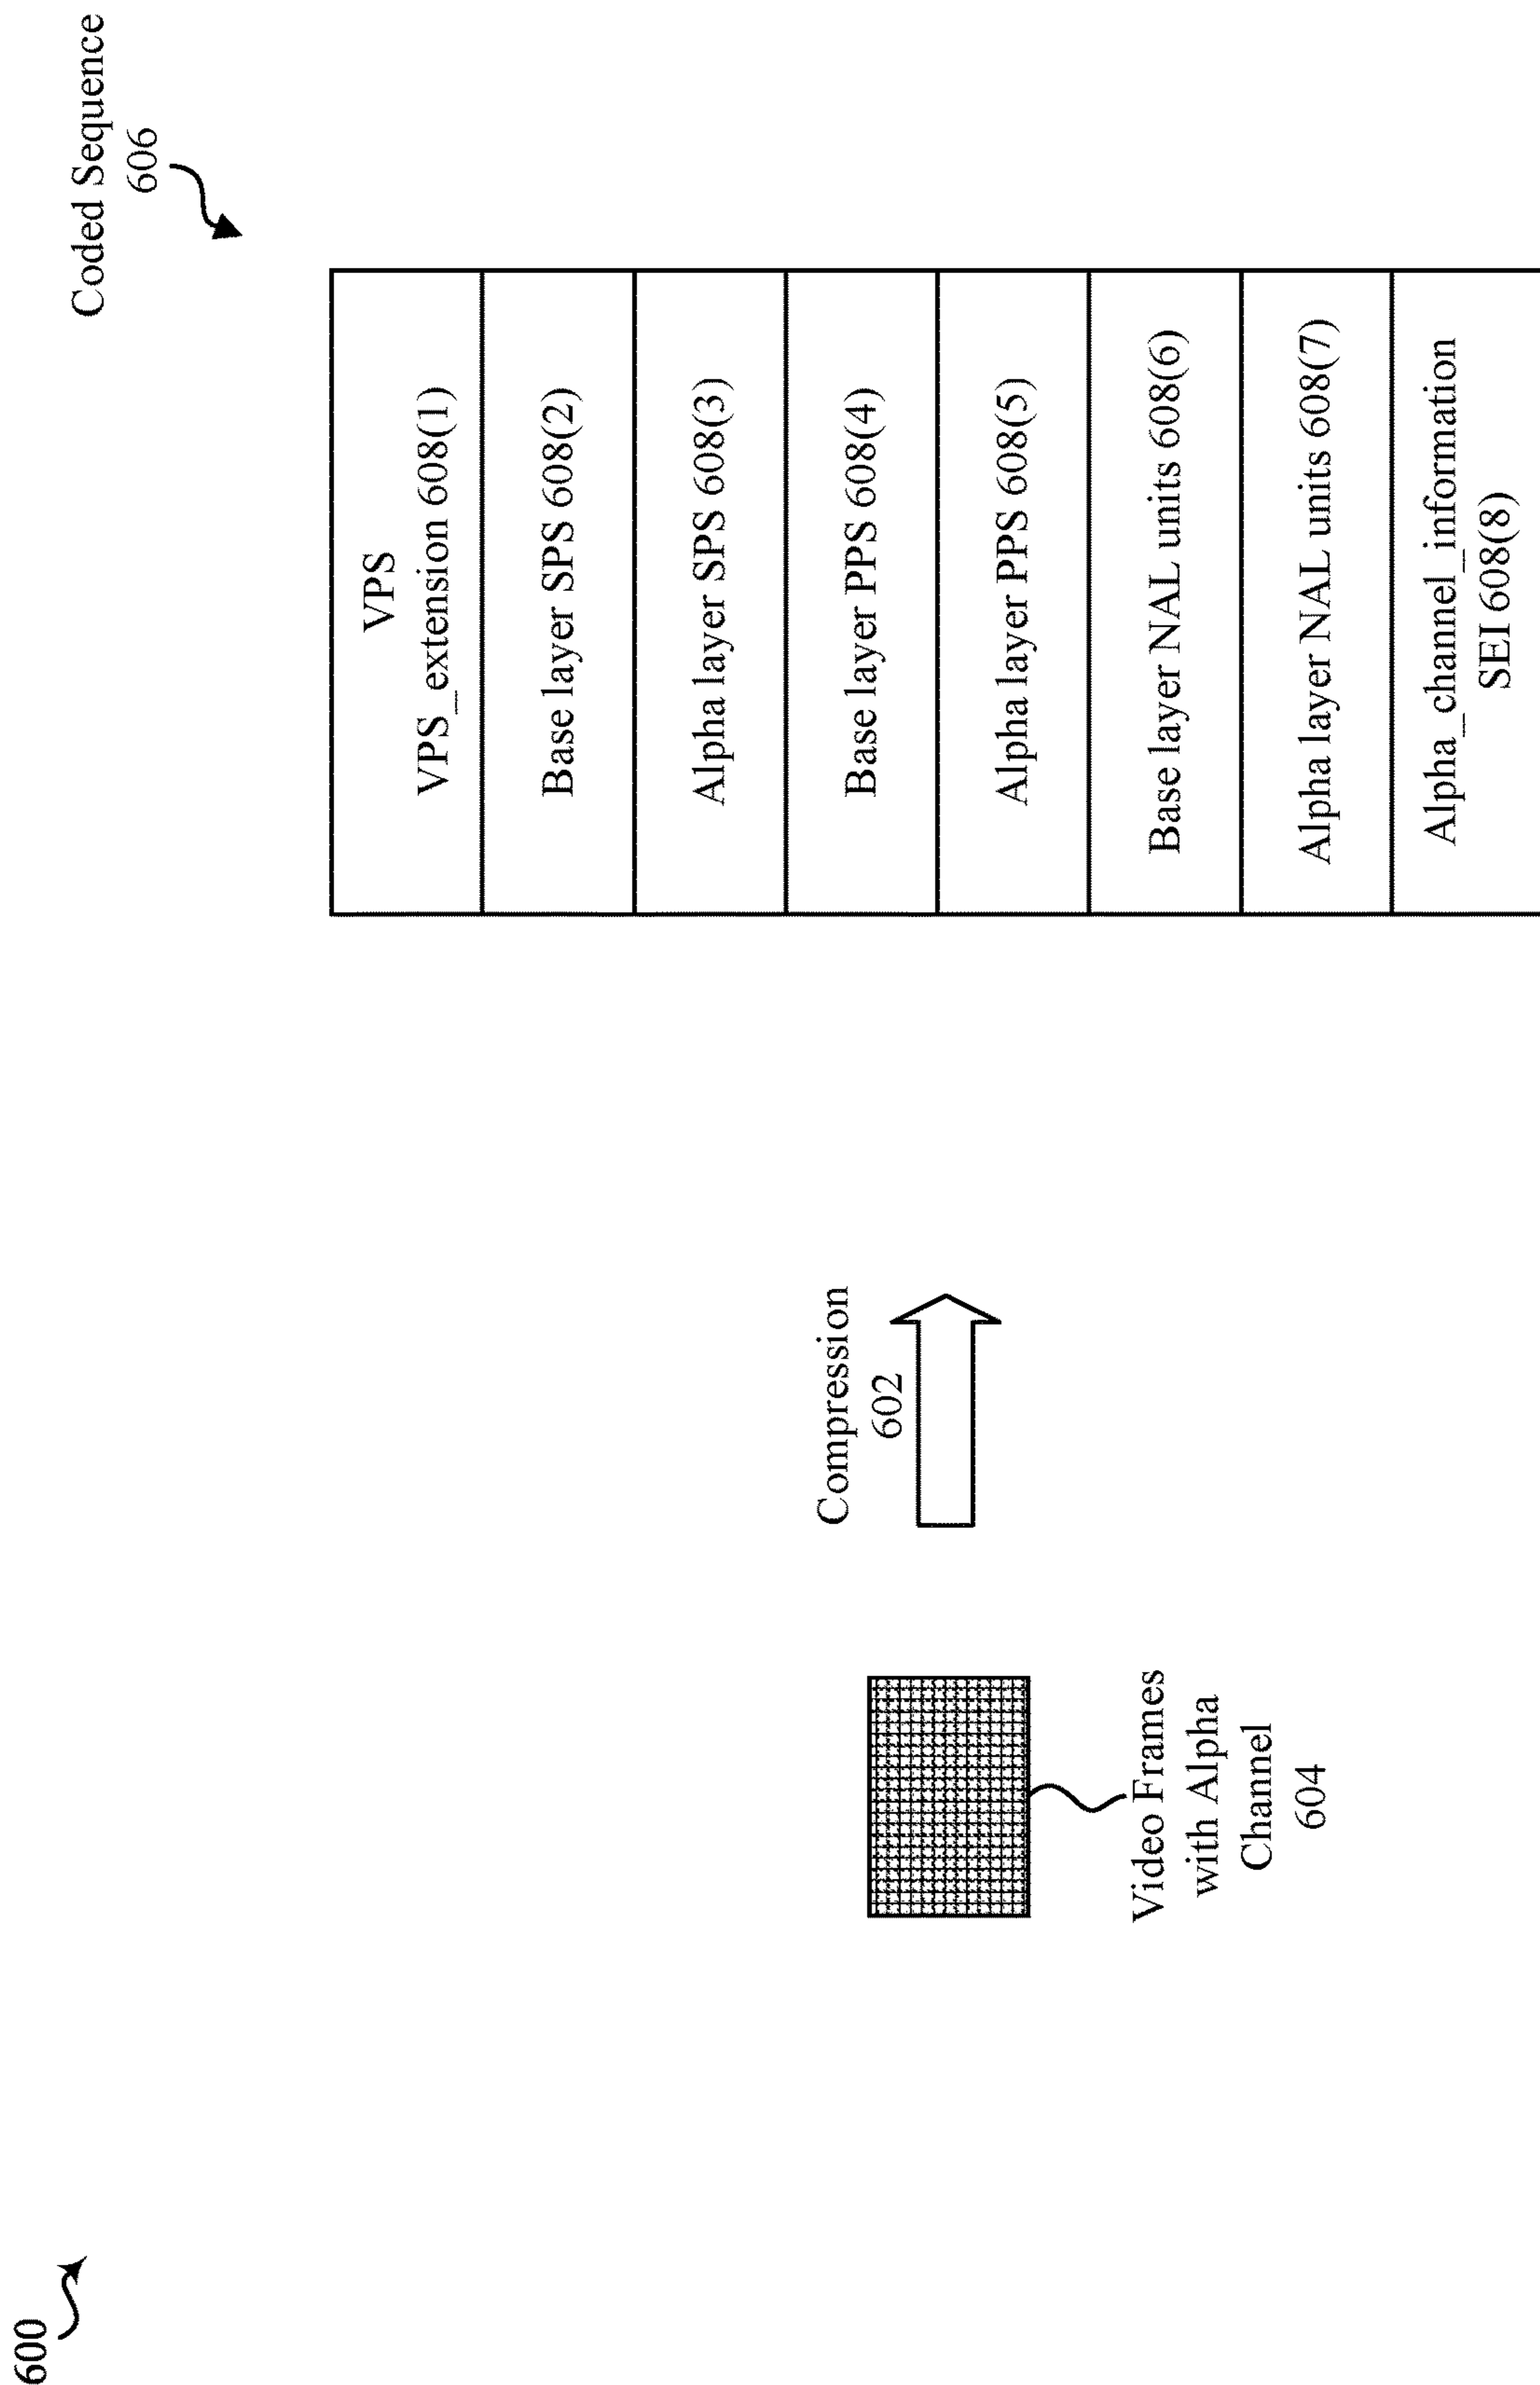 600
Video Frames
with Alpha
Channel
604
Compression
602
Coded Sequence
606
VPS
VPS_extension 608(1)
Base layer SPS 608(2)
Alpha layer SPS 608(3)
Base layer PPS 608(4)
Alpha layer PPS 608(5)
Base layer NAL units 608(6)
Alpha layer NAL units 608(7)
Alpha_channel_information
SEI 608(8)